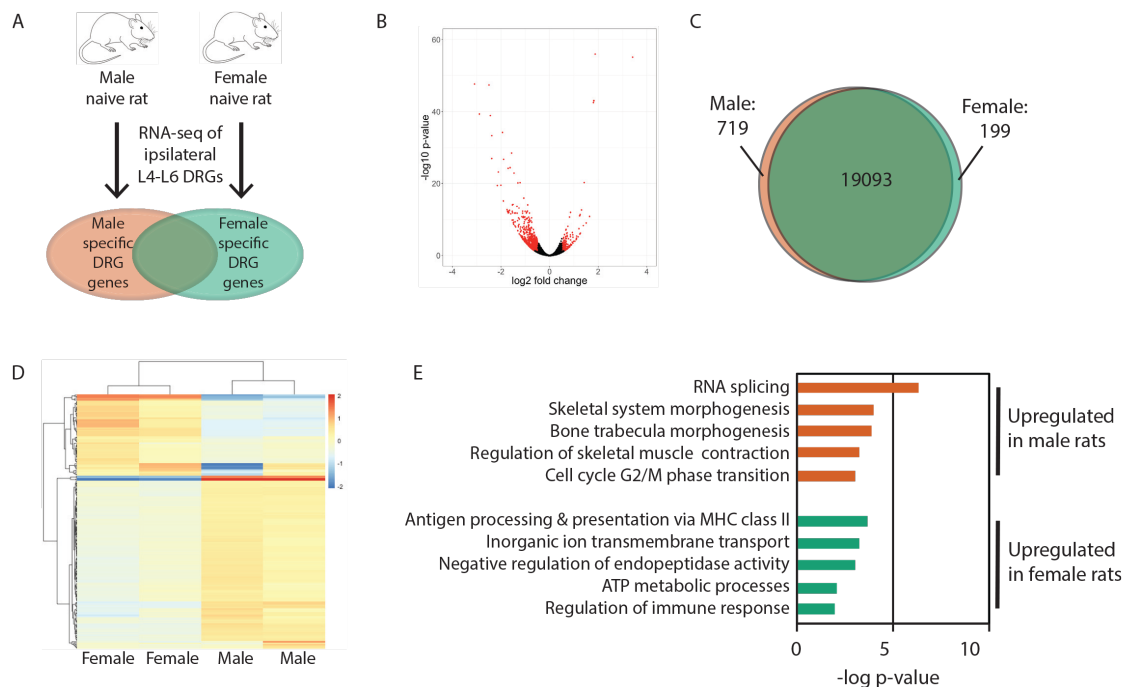 A
Male
naive rat
Female
naive rat
RNA-seq of
ipsilateral
L4-L6 DRGs
Male
specific
DRG
genes
Female
specific
DRG
genes
B
60
40
20
0
-log10 p-value
-4
-2
0
2
4
log2 fold change
C
Male:
719
19093
Female:
199
D
2
1
0
-1
-2
Female
Female
Male
Male
E
RNA splicing
Skeletal system morphogenesis
Bone trabecula morphogenesis
Regulation of skeletal muscle contraction
Cell cycle G2/M phase transition
Upregulated
in male rats
Antigen processing & presentation via MHC class II
Inorganic ion transmembrane transport
Negative regulation of endopeptidase activity
ATP metabolic processes
Regulation of immune response
Upregulated
in female rats
0
5
10
-log p-value